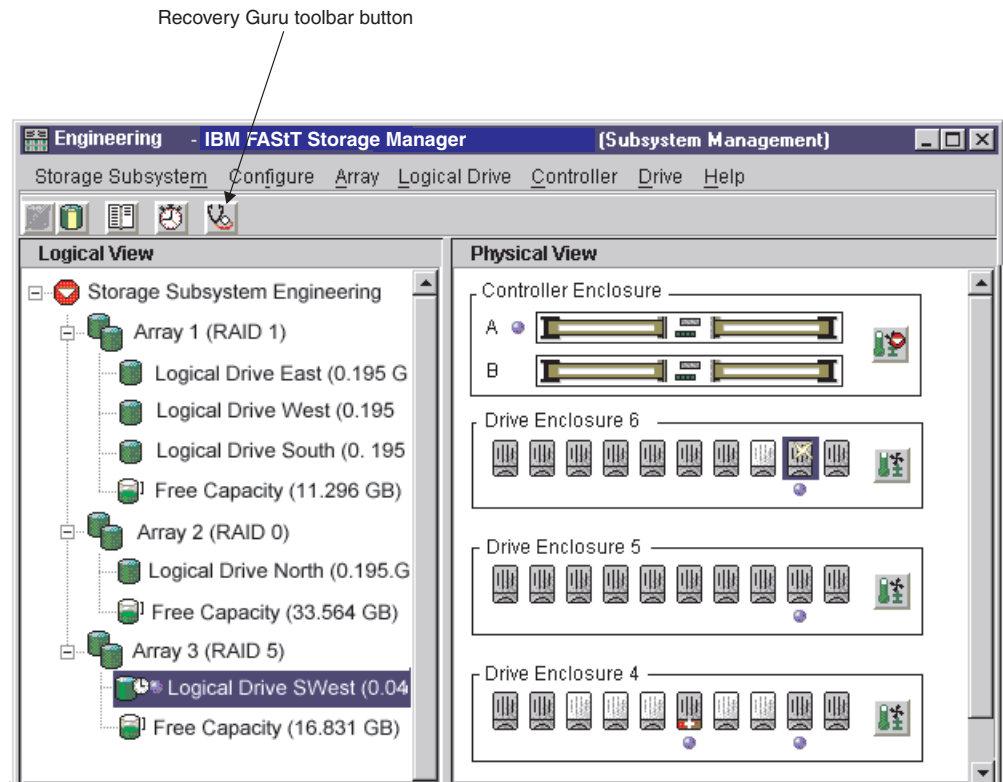 Recovery Guru toolbar button
Engineering - IBM FAStT Storage Manager (Subsystem Management)
Storage Subsystem Configure Array Logical Drive Controller Drive Help
Logical View
Storage Subsystem Engineering
Array 1 (RAID 1)
Logical Drive East (0.195 G
Logical Drive West (0.195
Logical Drive South (0. 195
Free Capacity (11.296 GB)
Array 2 (RAID 0)
Logical Drive North (0.195.G
Free Capacity (33.564 GB)
Array 3 (RAID 5)
Logical Drive SWest (0.04
Free Capacity (16.831 GB)
Physical View
Controller Enclosure
A
B
Drive Enclosure 6
Drive Enclosure 5
Drive Enclosure 4